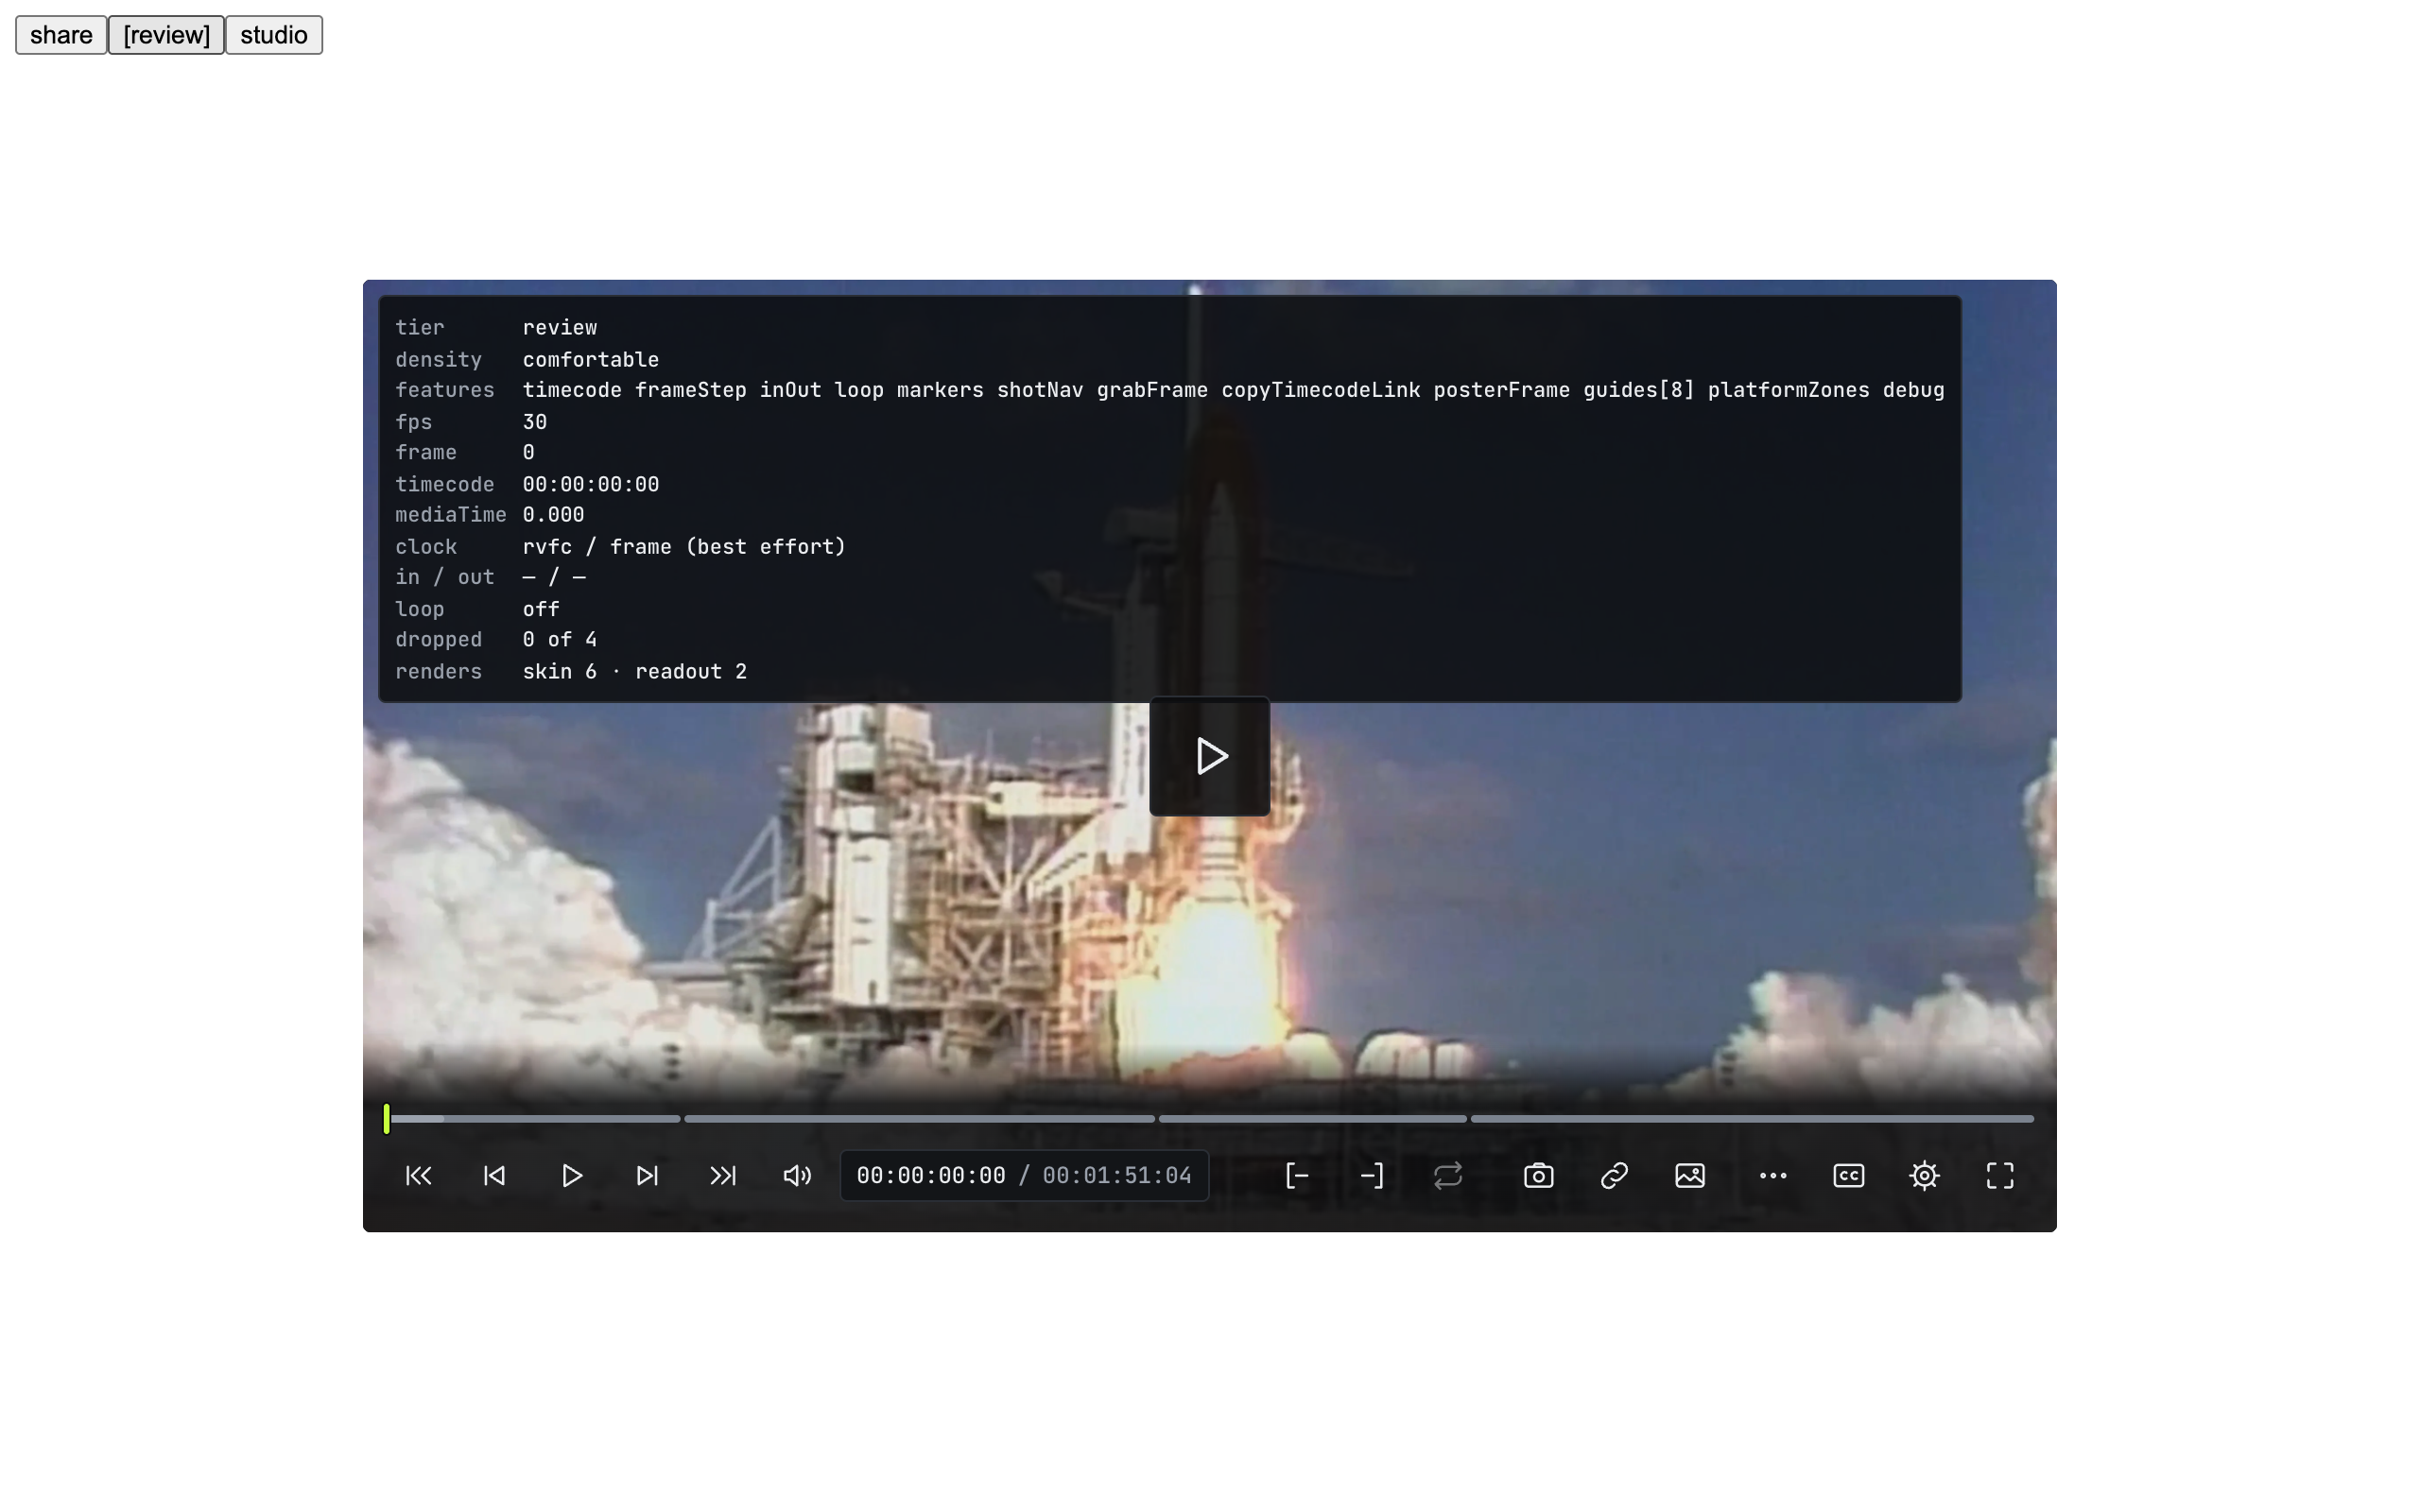 share [review] studio
tier review
density comfortable
features timecode frameStep inOut loop markers shotNav grabFrame copyTimecodeLink posterFrame guides[8] platformZones debug
fps 30
frame 0
timecode 00:00:00:00
mediaTime 0.000
clock rvfc / frame (best effort)
in / out — / —
loop off
dropped 0 of 4
renders skin 6 · readout 2
00:00:00:00 / 00:01:51:04
CC